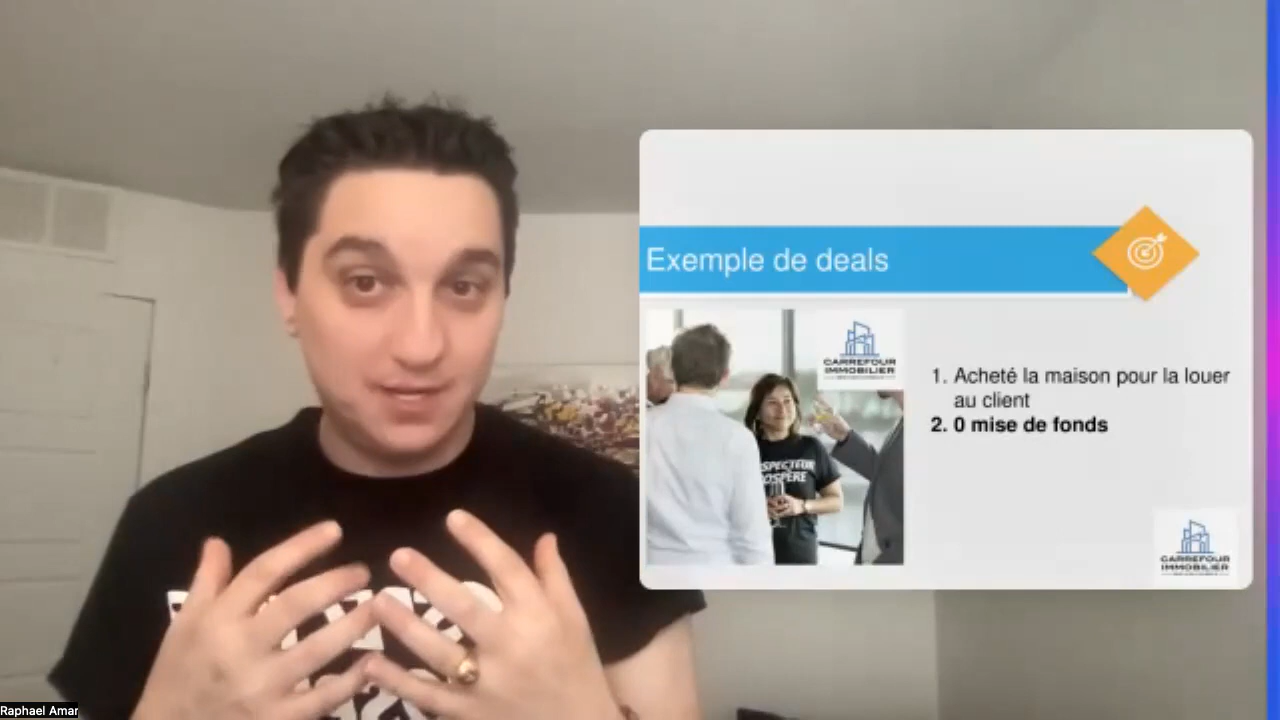 Exemple de deals
CARREFOUR
IMMOBILIER
1. Acheté la maison pour la louer
au client
2. 0 mise de fonds
CARREFOUR
IMMOBILIER
Raphael Amar